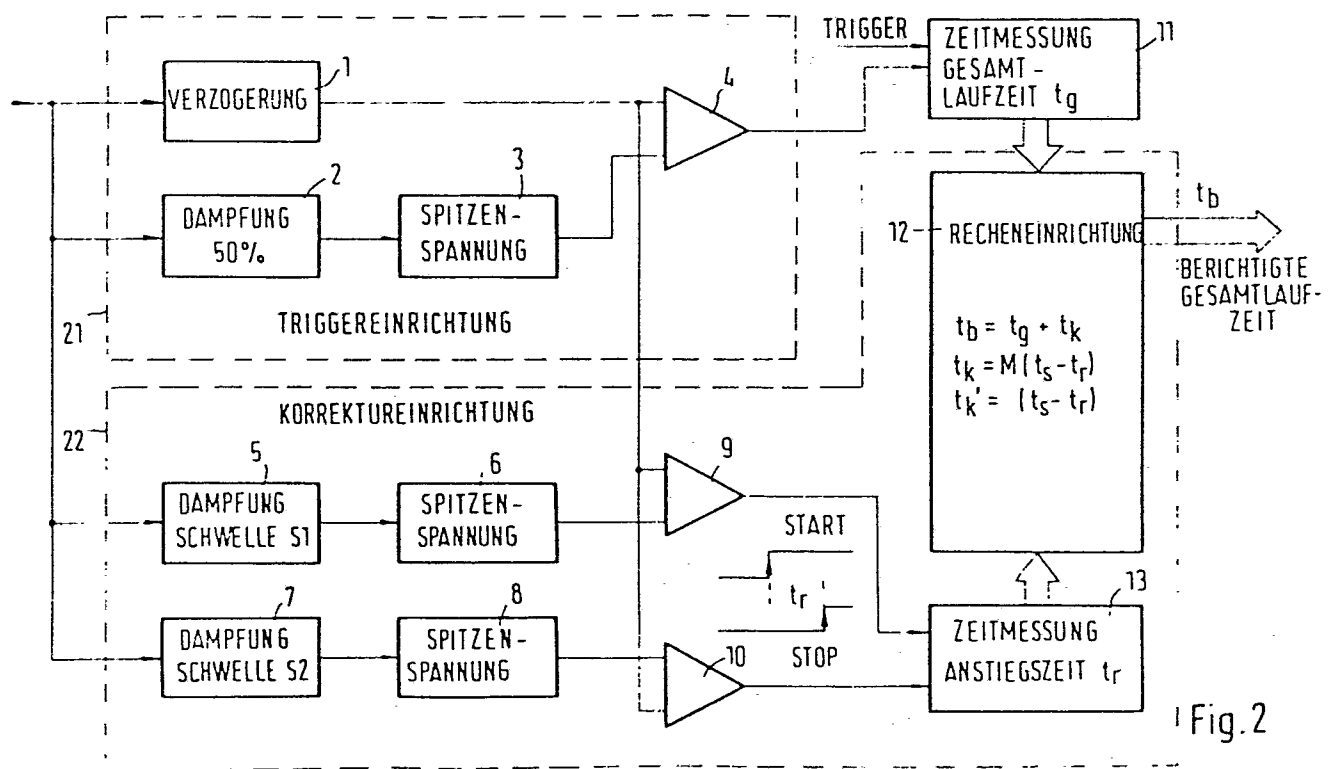 1
VERZOGERUNG
2
DAMPFUNG
50%
3
SPITZEN-
SPANNUNG
4
21
TRIGGEREINRICHTUNG
TRIGGER
11
ZEITMESSUNG
GESAMT-
LAUFZEIT tg
12
RECHENEINRICHTUNG
tb = tg + tk
tk = M(ts - tr)
tk' = (ts - tr)
tb
BERICHTIGTE
GESAMTLAUF-
ZEIT
22
KORREKTUREINRICHTUNG
5
DAMPFUNG
SCHWELLE S1
6
SPITZEN-
SPANNUNG
9
START
tr
STOP
7
DAMPFUNG
SCHWELLE S2
8
SPITZEN-
SPANNUNG
10
13
ZEITMESSUNG
ANSTIEGSZEIT tr
Fig.2